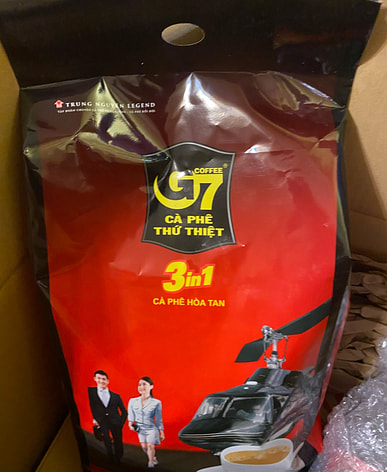 TRUNG NGUYÊN LEGEND
COFFEE
G7®
CÀ PHÊ
THỨ THIỆT
3in1
CÀ PHÊ HÒA TAN